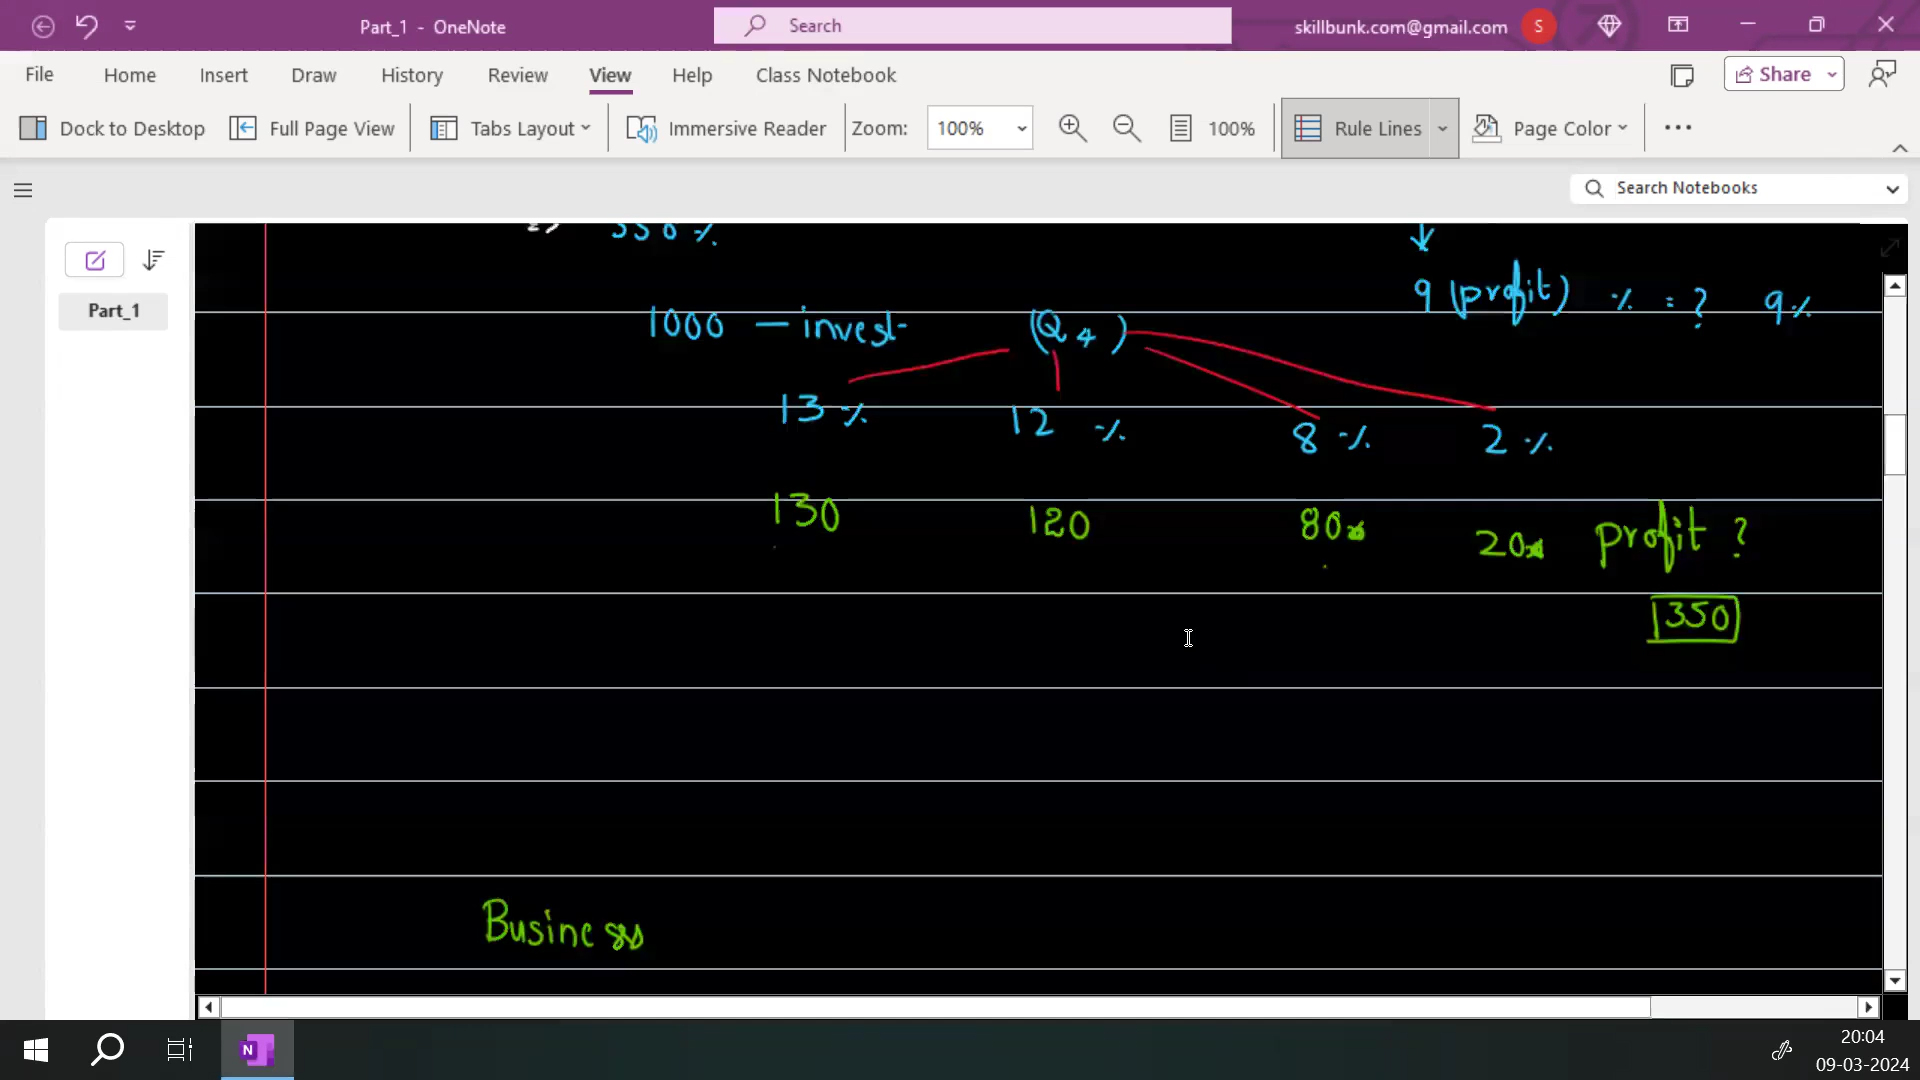 Part_1 - OneNote
Search
skillbunk.com@gmail.com
S
File Home Insert Draw History Review View Help Class Notebook
Share
Dock to Desktop Full Page View Tabs Layout Immersive Reader Zoom: 100% 100% Rule Lines Page Color
Search Notebooks
Part_1
350 %
9 (profit) % = ? 9%
1000 — invest (Q4)
13 % 12 % 8 % 2 %
130 120 80 20 profit ?
350
Business
N
20:04
09-03-2024